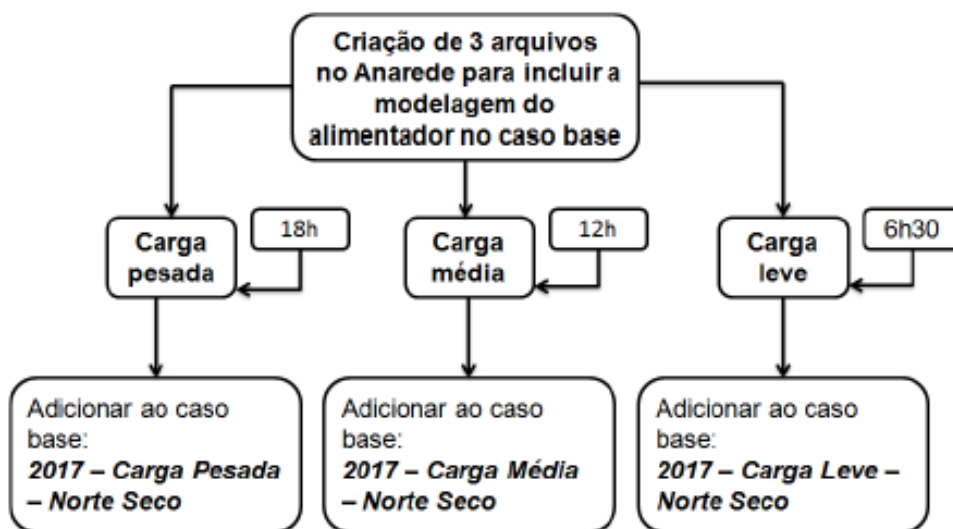 Criação de 3 arquivos
no Anarede para incluir a
modelagem do
alimentador no caso base
Carga
pesada
18h
Carga
média
12h
Carga
leve
6h30
Adicionar ao caso
base:
2017 – Carga Pesada
– Norte Seco
Adicionar ao caso
base:
2017 – Carga Média
– Norte Seco
Adicionar ao caso
base:
2017 – Carga Leve –
Norte Seco